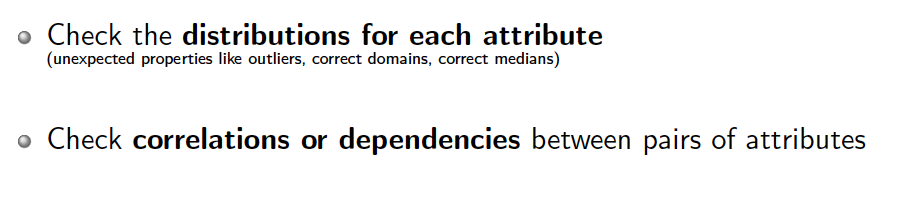 Check the distributions for each attribute
(unexpected properties like outliers, correct domains, correct medians)
Check correlations or dependencies between pairs of attributes